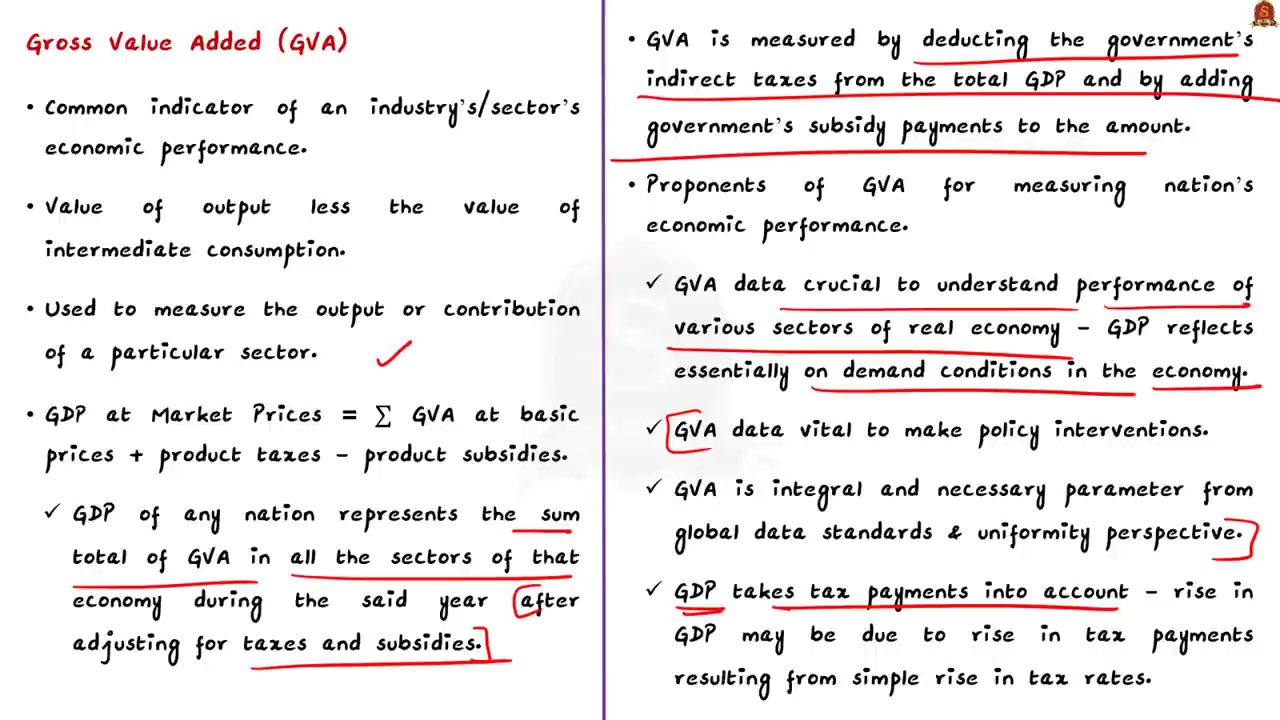 Gross Value Added (GVA)
• Common indicator of an industry's/sector's
economic performance.
• Value of output less the value of
intermediate consumption.
• Used to measure the output or contribution
of a particular sector.
• GDP at Market Prices = ∑ GVA at basic
prices + product taxes - product subsidies.
✓ GDP of any nation represents the sum
total of GVA in all the sectors of that
economy during the said year after
adjusting for taxes and subsidies.
• GVA is measured by deducting the government's
indirect taxes from the total GDP and by adding
government's subsidy payments to the amount.
• Proponents of GVA for measuring nation's
economic performance.
✓ GVA data crucial to understand performance of
various sectors of real economy - GDP reflects
essentially on demand conditions in the economy.
✓ GVA data vital to make policy interventions.
✓ GVA is integral and necessary parameter from
global data standards & uniformity perspective.
✓ GDP takes tax payments into account - rise in
GDP may be due to rise in tax payments
resulting from simple rise in tax rates.